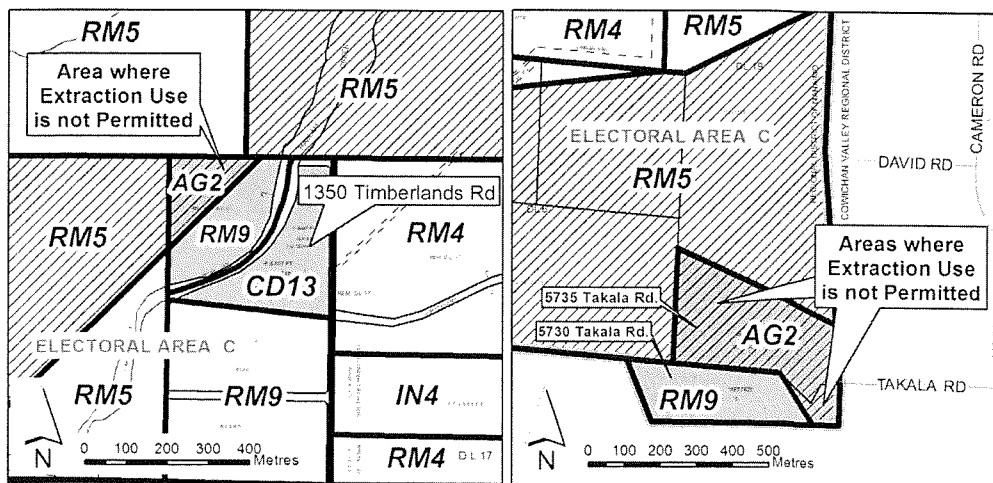 RM5
Area where
Extraction Use
is not Permitted
RM5
AG2
1350 Timberlands Rd
RM5
RM9
RM4
CD13
ELECTORAL AREA C
RM5
RM9
IN4
RM4
D L 17
N
0 100 200 300 400
Metres
RM4
RM5
DL 19
ELECTORAL AREA C
RM5
COWICHAN VALLEY REGIONAL DISTRICT
CAMERON RD
DAVID RD
Areas where
Extraction Use
is not Permitted
5735 Takala Rd.
5730 Takala Rd.
AG2
RM9
TAKALA RD
N
0 100 200 300 400 500
Metres